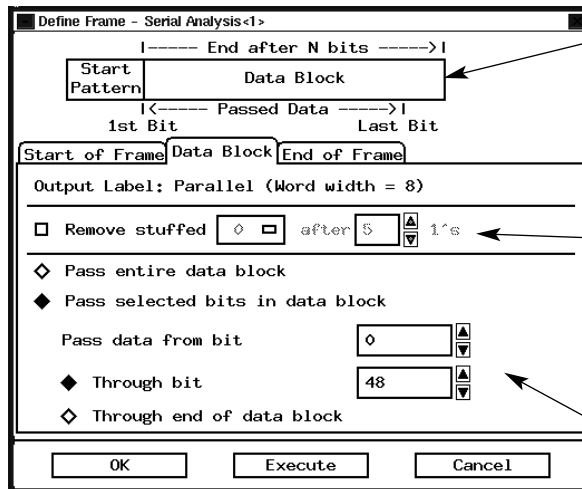 Define Frame - Serial Analysis<1>
|----- End after N bits ----->|
Start Pattern
Data Block
|<----- Passed Data ----->|
1st Bit Last Bit
Start of Frame Data Block End of Frame
Output Label: Parallel (Word width = 8)
Remove stuffed 0 after 5 1^s
Pass entire data block
Pass selected bits in data block
Pass data from bit 0
Through bit 48
Through end of data block
OK Execute Cancel